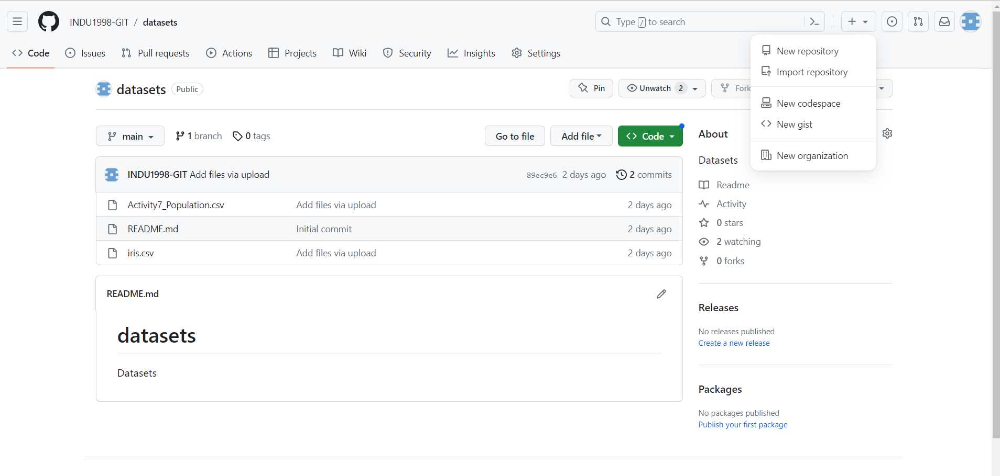 INDU1998-GIT / datasets
Type / to search
Code Issues Pull requests Actions Projects Wiki Security Insights Settings
New repository
Import repository
New codespace
New gist
New organization
datasets Public
Pin Unwatch 2 Fork
main 1 branch 0 tags Go to file Add file Code
INDU1998-GIT Add files via upload 89ec9e6 2 days ago 2 commits
Activity7_Population.csv Add files via upload 2 days ago
README.md Initial commit 2 days ago
iris.csv Add files via upload 2 days ago
README.md
datasets
Datasets
About
Datasets
Readme
Activity
0 stars
2 watching
0 forks
Releases
No releases published
Create a new release
Packages
No packages published
Publish your first package